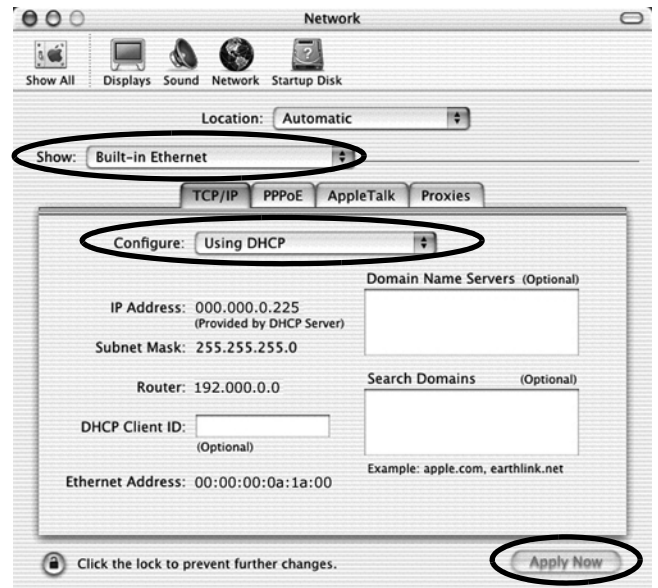 Network
Show All Displays Sound Network Startup Disk
Location: Automatic
Show: Built-in Ethernet
TCP/IP PPPoE AppleTalk Proxies
Configure: Using DHCP
Domain Name Servers (Optional)
IP Address: 000.000.0.225
(Provided by DHCP Server)
Subnet Mask: 255.255.255.0
Search Domains (Optional)
Router: 192.000.0.0
DHCP Client ID:
(Optional)
Example: apple.com, earthlink.net
Ethernet Address: 00:00:00:0a:1a:00
Click the lock to prevent further changes.
Apply Now